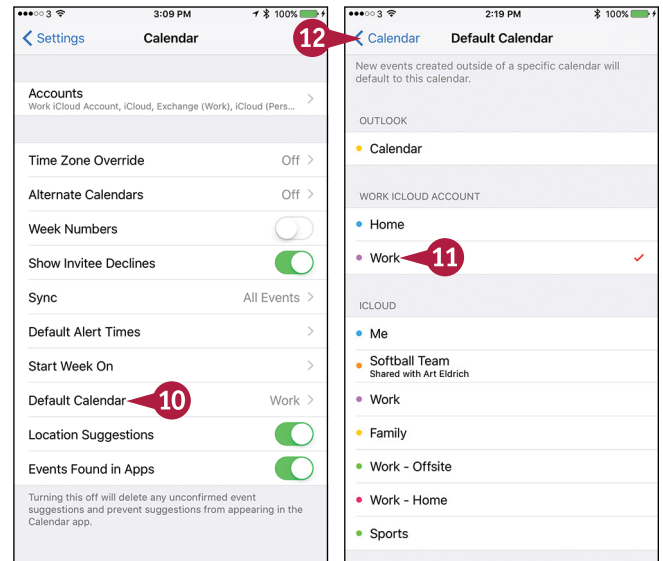 3 3:09 PM 100%
Settings Calendar
Accounts
Work iCloud Account, iCloud, Exchange (Work), iCloud (Pers...
Time Zone Override Off
Alternate Calendars Off
Week Numbers
Show Invitee Declines
Sync All Events
Default Alert Times
Start Week On
Default Calendar 10 Work
Location Suggestions
Events Found in Apps
Turning this off will delete any unconfirmed event
suggestions and prevent suggestions from appearing in the
Calendar app.
3 2:19 PM 100%
12 Calendar Default Calendar
New events created outside of a specific calendar will
default to this calendar.
OUTLOOK
Calendar
WORK ICLOUD ACCOUNT
Home
Work 11
ICLOUD
Me
Softball Team
Shared with Art Eldrich
Work
Family
Work - Offsite
Work - Home
Sports